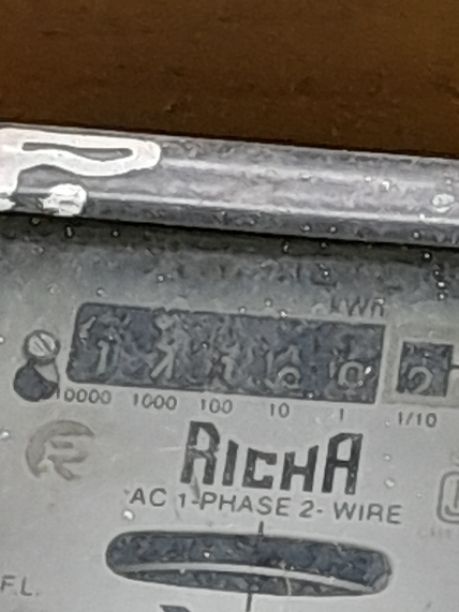 kWh
10000 1000 100 10 1 1/10
RICHA
AC 1-PHASE 2- WIRE
F.L.